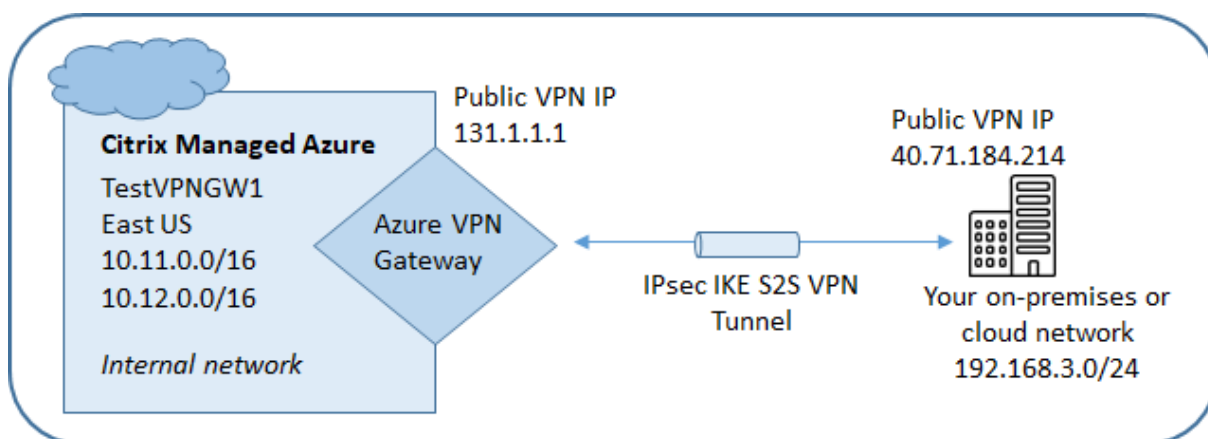 Public VPN IP
131.1.1.1
Citrix Managed Azure
TestVPNGW1
East US
10.11.0.0/16
10.12.0.0/16
Internal network
Azure VPN
Gateway
IPsec IKE S2S VPN
Tunnel
Public VPN IP
40.71.184.214
Your on-premises or
cloud network
192.168.3.0/24